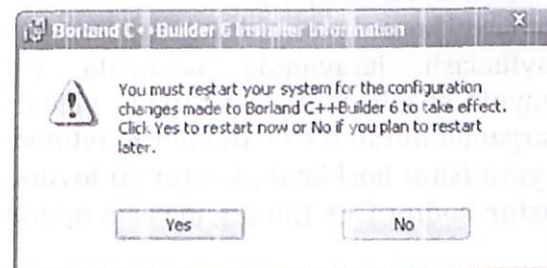 Borland C++Builder 6 Installer Information
You must restart your system for the configuration
changes made to Borland C++Builder 6 to take effect.
Click Yes to restart now or No if you plan to restart
later.
Yes
No